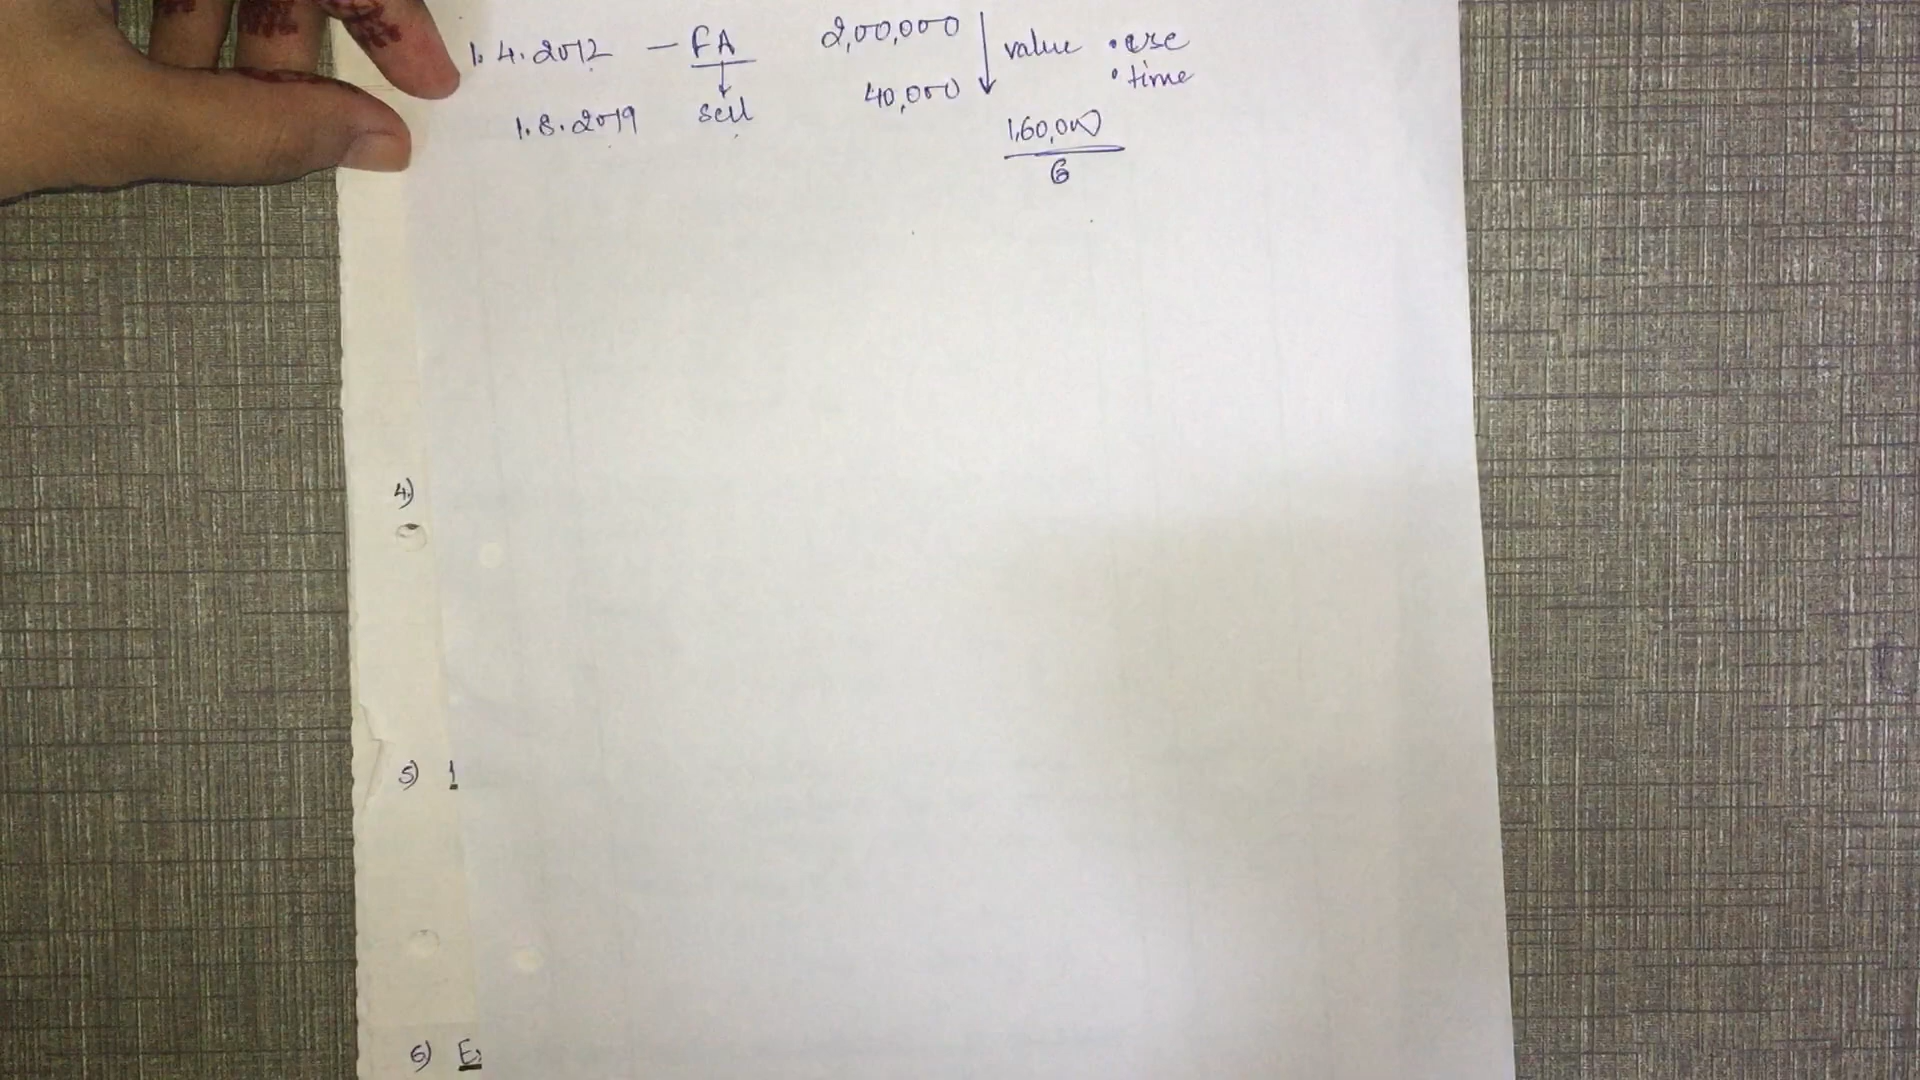 1.4.2012 — FA 2,00,000 ↓ value • use
• time
1.8.2019 sell 40,000
1,60,000
6
4)
5) 1
6) E